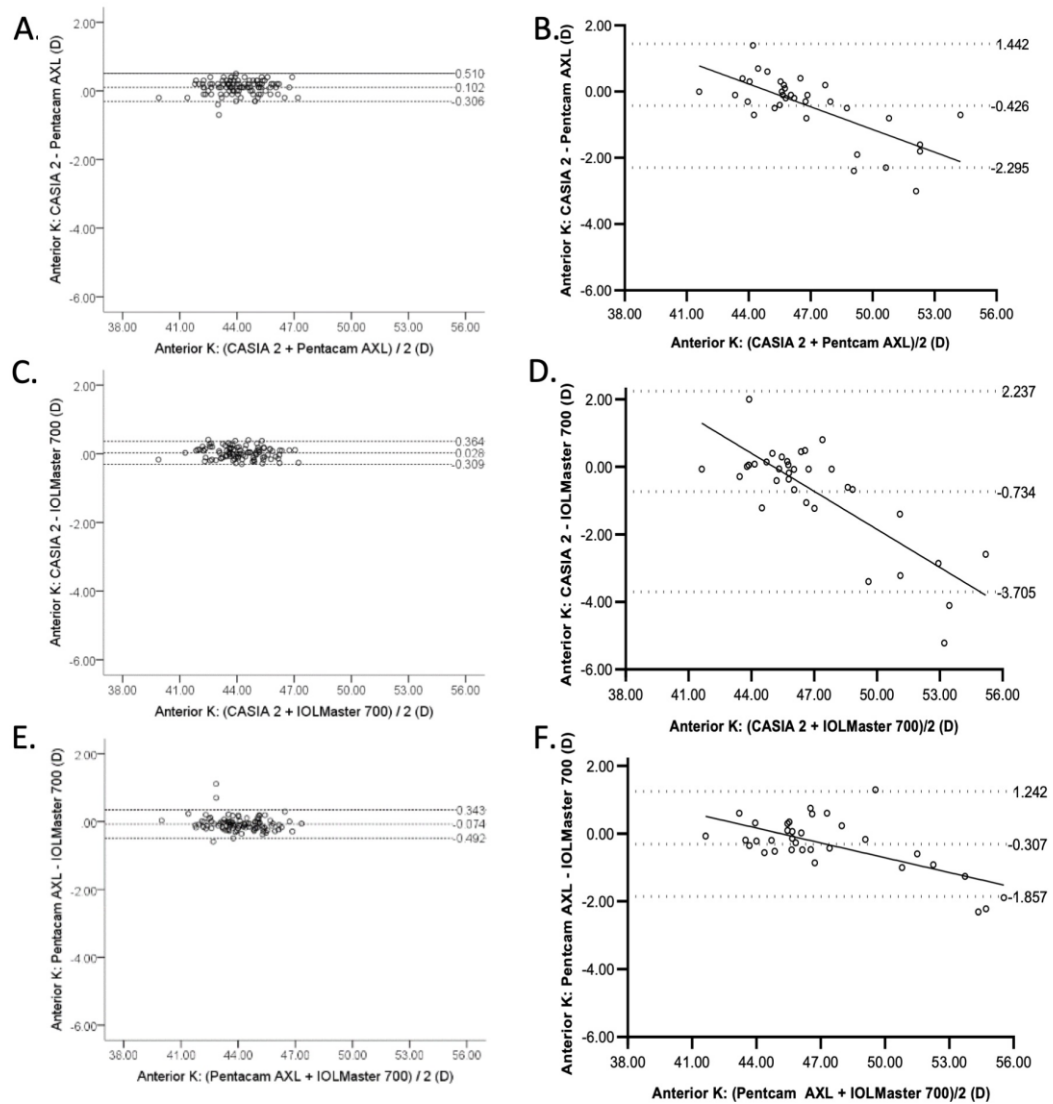 A.
Anterior K: CASIA 2 - Pentacam AXL (D)
2.00
.00
-2.00
-4.00
-6.00
0.510
0.102
-0.306
38.00 41.00 44.00 47.00 50.00 53.00 56.00
Anterior K: (CASIA 2 + Pentacam AXL) / 2 (D)
B.
Anterior K: CASIA 2 - Pentcam AXL (D)
2.00
0.00
-2.00
-4.00
-6.00
1.442
-0.426
-2.295
38.00 41.00 44.00 47.00 50.00 53.00 56.00
Anterior K: (CASIA 2 + Pentcam AXL)/2 (D)
C.
Anterior K: CASIA 2 - IOLMaster 700 (D)
2.00
.00
-2.00
-4.00
-6.00
0.364
0.028
-0.309
38.00 41.00 44.00 47.00 50.00 53.00 56.00
Anterior K: (CASIA 2 + IOLMaster 700) / 2 (D)
D.
Anterior K: CASIA 2 - IOLMaster 700 (D)
2.00
0.00
-2.00
-4.00
-6.00
2.237
-0.734
-3.705
38.00 41.00 44.00 47.00 50.00 53.00 56.00
Anterior K: (CASIA 2 + IOLMaster 700)/2 (D)
E.
Anterior K: Pentacam AXL - IOLMaster 700 (D)
2.00
.00
-2.00
-4.00
-6.00
0.343
-0.074
-0.492
38.00 41.00 44.00 47.00 50.00 53.00 56.00
Anterior K: (Pentacam AXL + IOLMaster 700) / 2 (D)
F.
Anterior K: Pentcam AXL - IOLMaster 700 (D)
2.00
0.00
-2.00
-4.00
-6.00
1.242
-0.307
-1.857
38.00 41.00 44.00 47.00 50.00 53.00 56.00
Anterior K: (Pentcam AXL + IOLMaster 700)/2 (D)